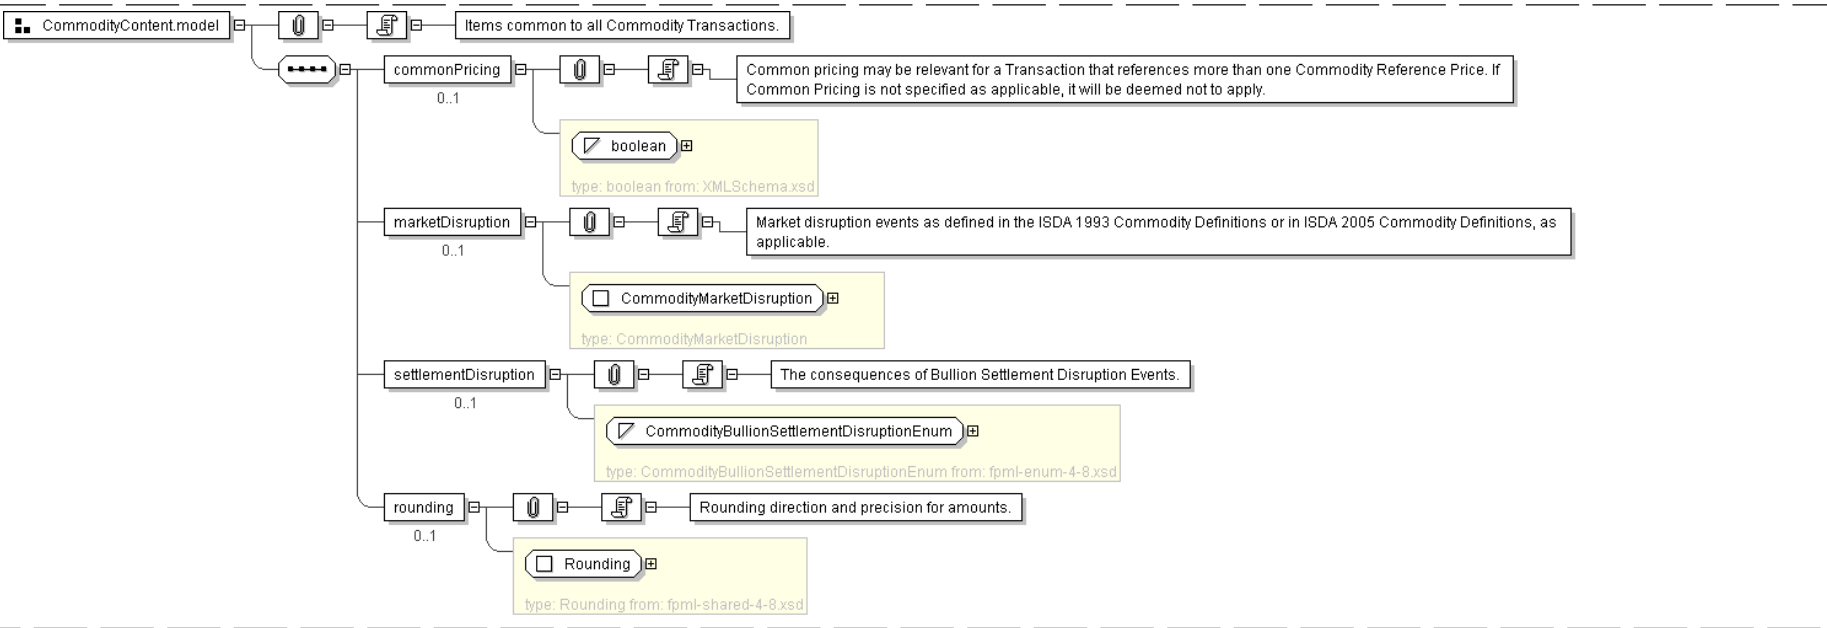 CommodityContent.model
Items common to all Commodity Transactions.
commonPricing
0..1
Common pricing may be relevant for a Transaction that references more than one Commodity Reference Price. If
Common Pricing is not specified as applicable, it will be deemed not to apply.
boolean
type: boolean from: XMLSchema.xsd
marketDisruption
0..1
Market disruption events as defined in the ISDA 1993 Commodity Definitions or in ISDA 2005 Commodity Definitions, as
applicable.
CommodityMarketDisruption
type: CommodityMarketDisruption
settlementDisruption
0..1
The consequences of Bullion Settlement Disruption Events.
CommodityBullionSettlementDisruptionEnum
type: CommodityBullionSettlementDisruptionEnum from: fpml-enum-4-8.xsd
rounding
0..1
Rounding direction and precision for amounts.
Rounding
type: Rounding from: fpml-shared-4-8.xsd